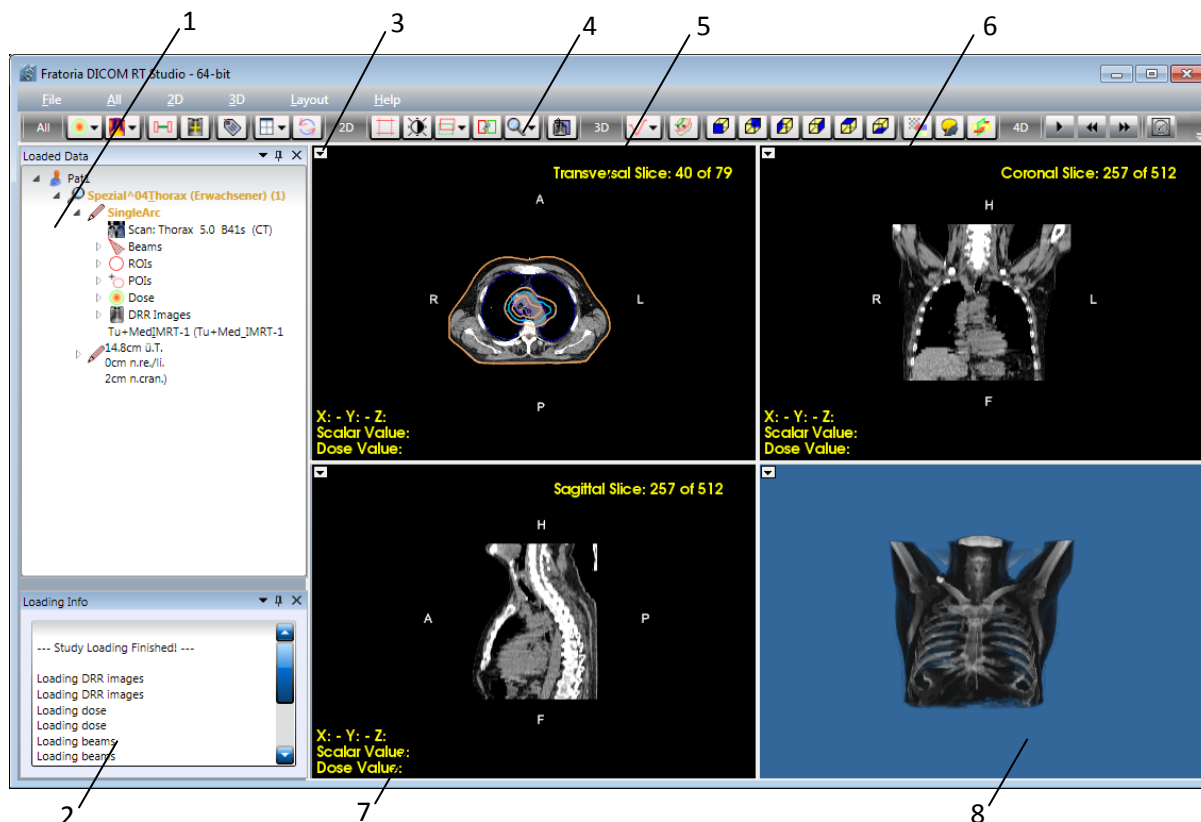 1
3
4
5
6
Fratoria DICOM RT Studio - 64-bit
File All 2D 3D Layout Help
All 2D 3D 4D
Loaded Data
Pat1
Spezial^04Thorax (Erwachsener) (1)
SingleArc
Scan: Thorax 5.0 B41s (CT)
Beams
ROIs
POIs
Dose
DRR Images
Tu+MedIMRT-1 (Tu+Med_IMRT-1
14.8cm ü.T.
0cm n.re./li.
2cm n.cran.)
Loading Info
--- Study Loading Finished! ---
Loading DRR images
Loading DRR images
Loading dose
Loading dose
Loading beams
Loading beams
Transversal Slice: 40 of 79
A
R
L
P
X: - Y: - Z:
Scalar Value:
Dose Value:
Coronal Slice: 257 of 512
H
R
L
F
X: - Y: - Z:
Scalar Value:
Dose Value:
Sagittal Slice: 257 of 512
H
A
P
F
X: - Y: - Z:
Scalar Value:
Dose Value:
2
7
8